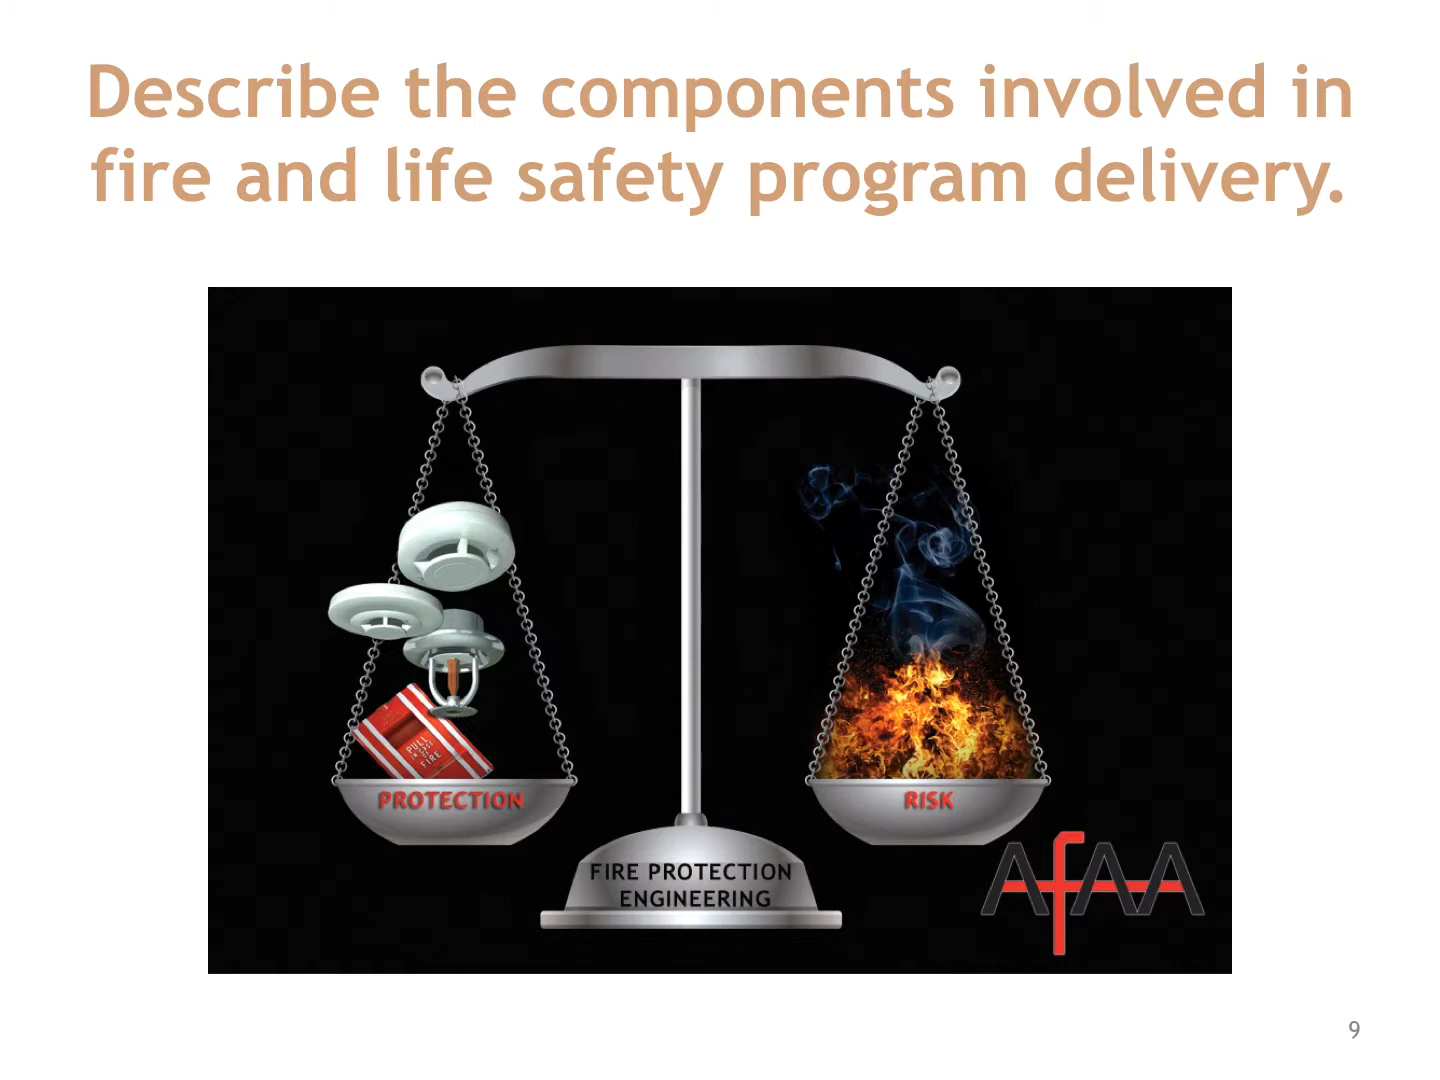 Describe the components involved in
fire and life safety program delivery.
PULL
IN CASE
OF
FIRE
PROTECTION
RISK
FIRE PROTECTION
ENGINEERING
AfAA
9